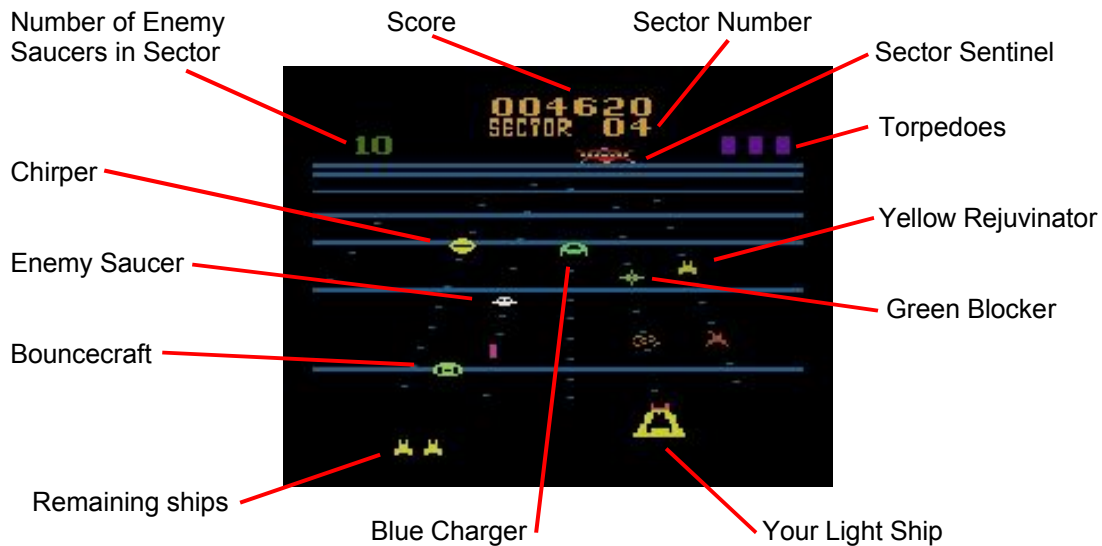 Number of Enemy
Saucers in Sector
Score
Sector Number
Sector Sentinel
004620
SECTOR 04
10
Torpedoes
Chirper
Yellow Rejuvinator
Enemy Saucer
Green Blocker
Bouncecraft
Remaining ships
Blue Charger
Your Light Ship